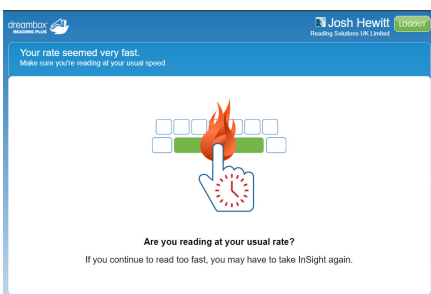 dreambox
READING PLUS
Josh Hewitt
Reading Solutions UK Limited
LOGOUT
Your rate seemed very fast.
Make sure you're reading at your usual speed.
Are you reading at your usual rate?
If you continue to read too fast, you may have to take InSight again.